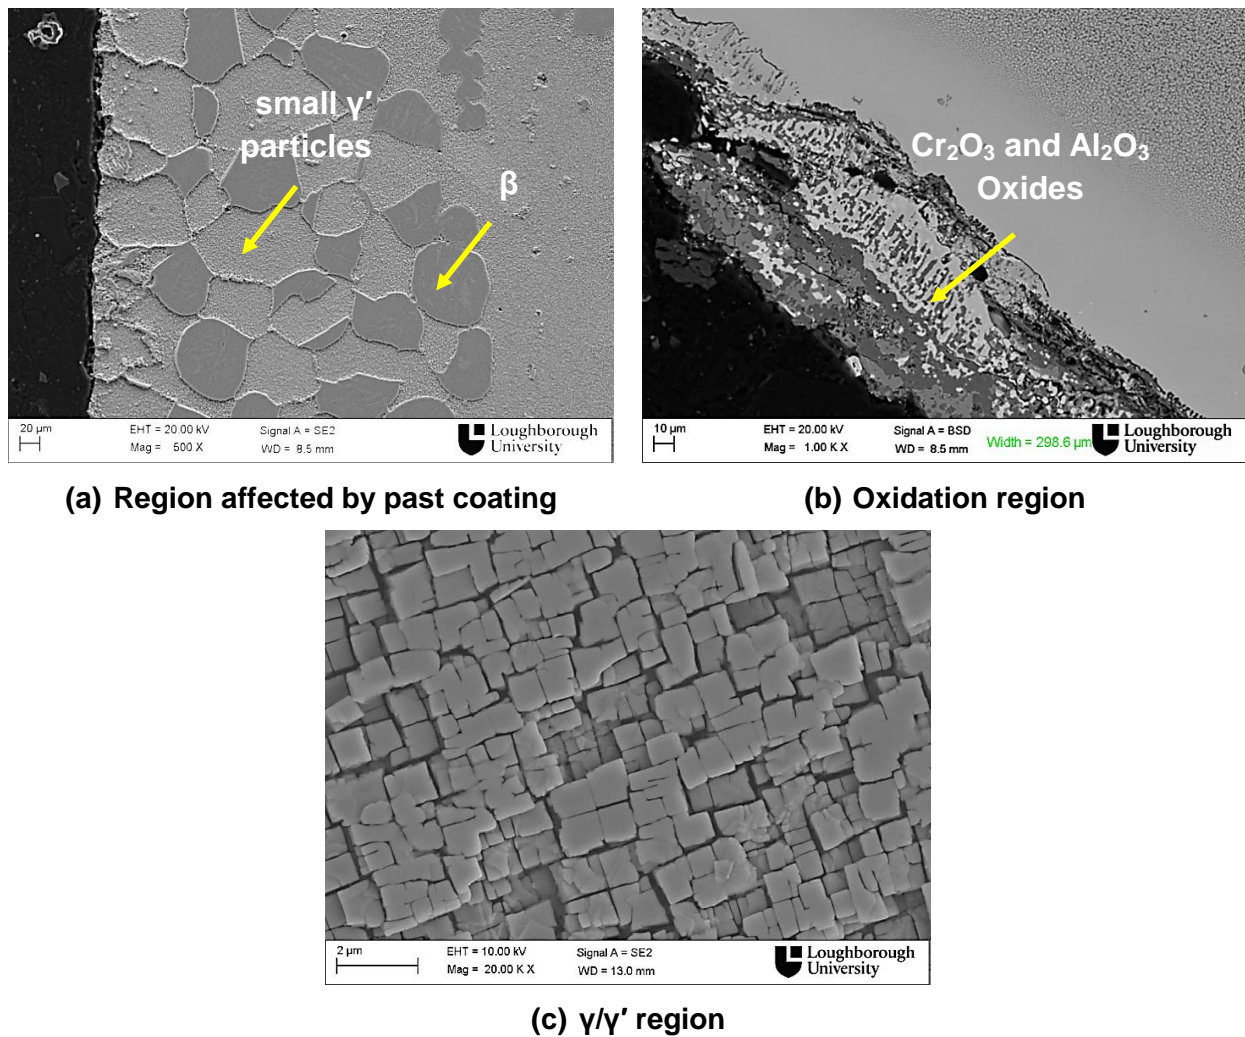 small γ′
particles
β
Cr₂O₃ and Al₂O₃
Oxides
20 µm
EHT = 20.00 kV
Signal A = SE2
Mag = 500 X
WD = 8.5 mm
Loughborough
University
10 µm
EHT = 20.00 kV
Signal A = BSD
Mag = 1.00 K X
WD = 8.5 mm
Width = 298.6 µm
Loughborough
University
(a) Region affected by past coating
(b) Oxidation region
2 µm
EHT = 10.00 kV
Signal A = SE2
Mag = 20.00 K X
WD = 13.0 mm
Loughborough
University
(c) γ/γ′ region